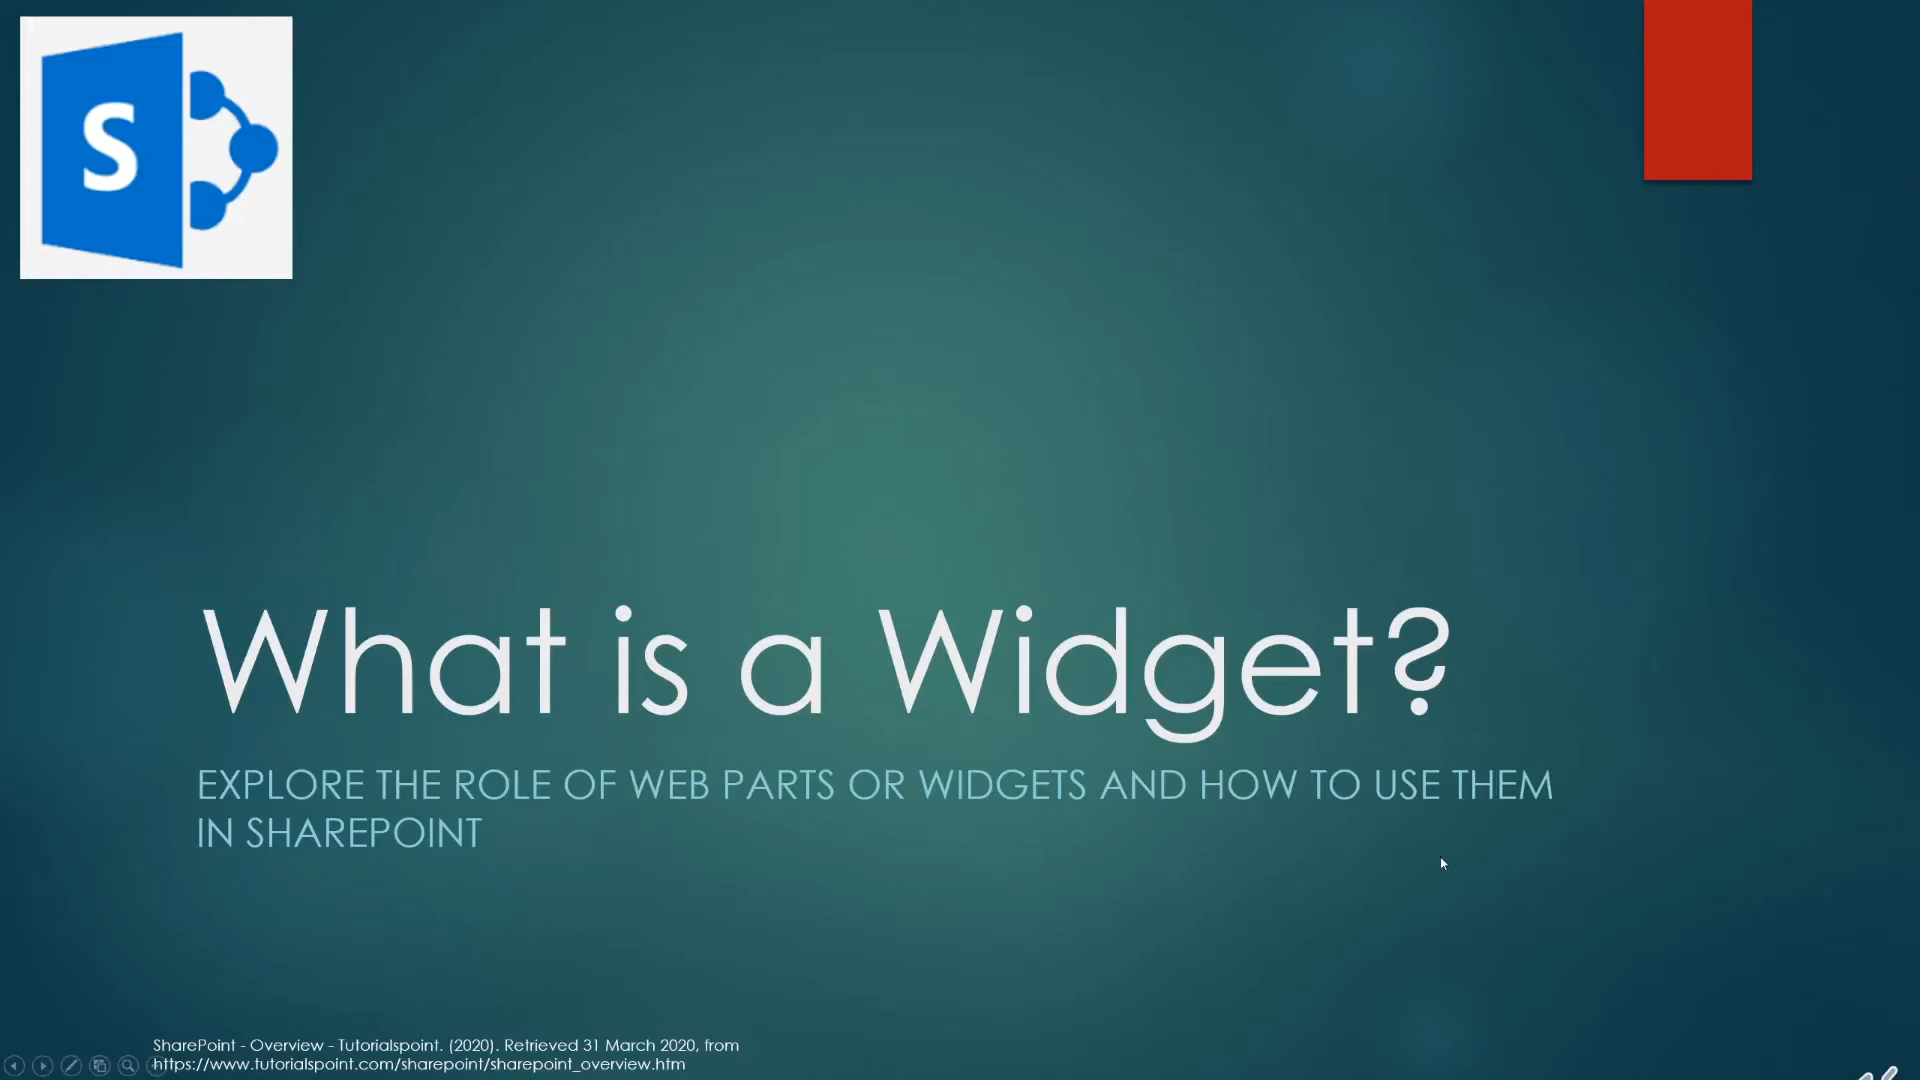 S
What is a Widget?
EXPLORE THE ROLE OF WEB PARTS OR WIDGETS AND HOW TO USE THEM
IN SHAREPOINT
SharePoint - Overview - Tutorialspoint. (2020). Retrieved 31 March 2020, from
https://www.tutorialspoint.com/sharepoint/sharepoint_overview.htm